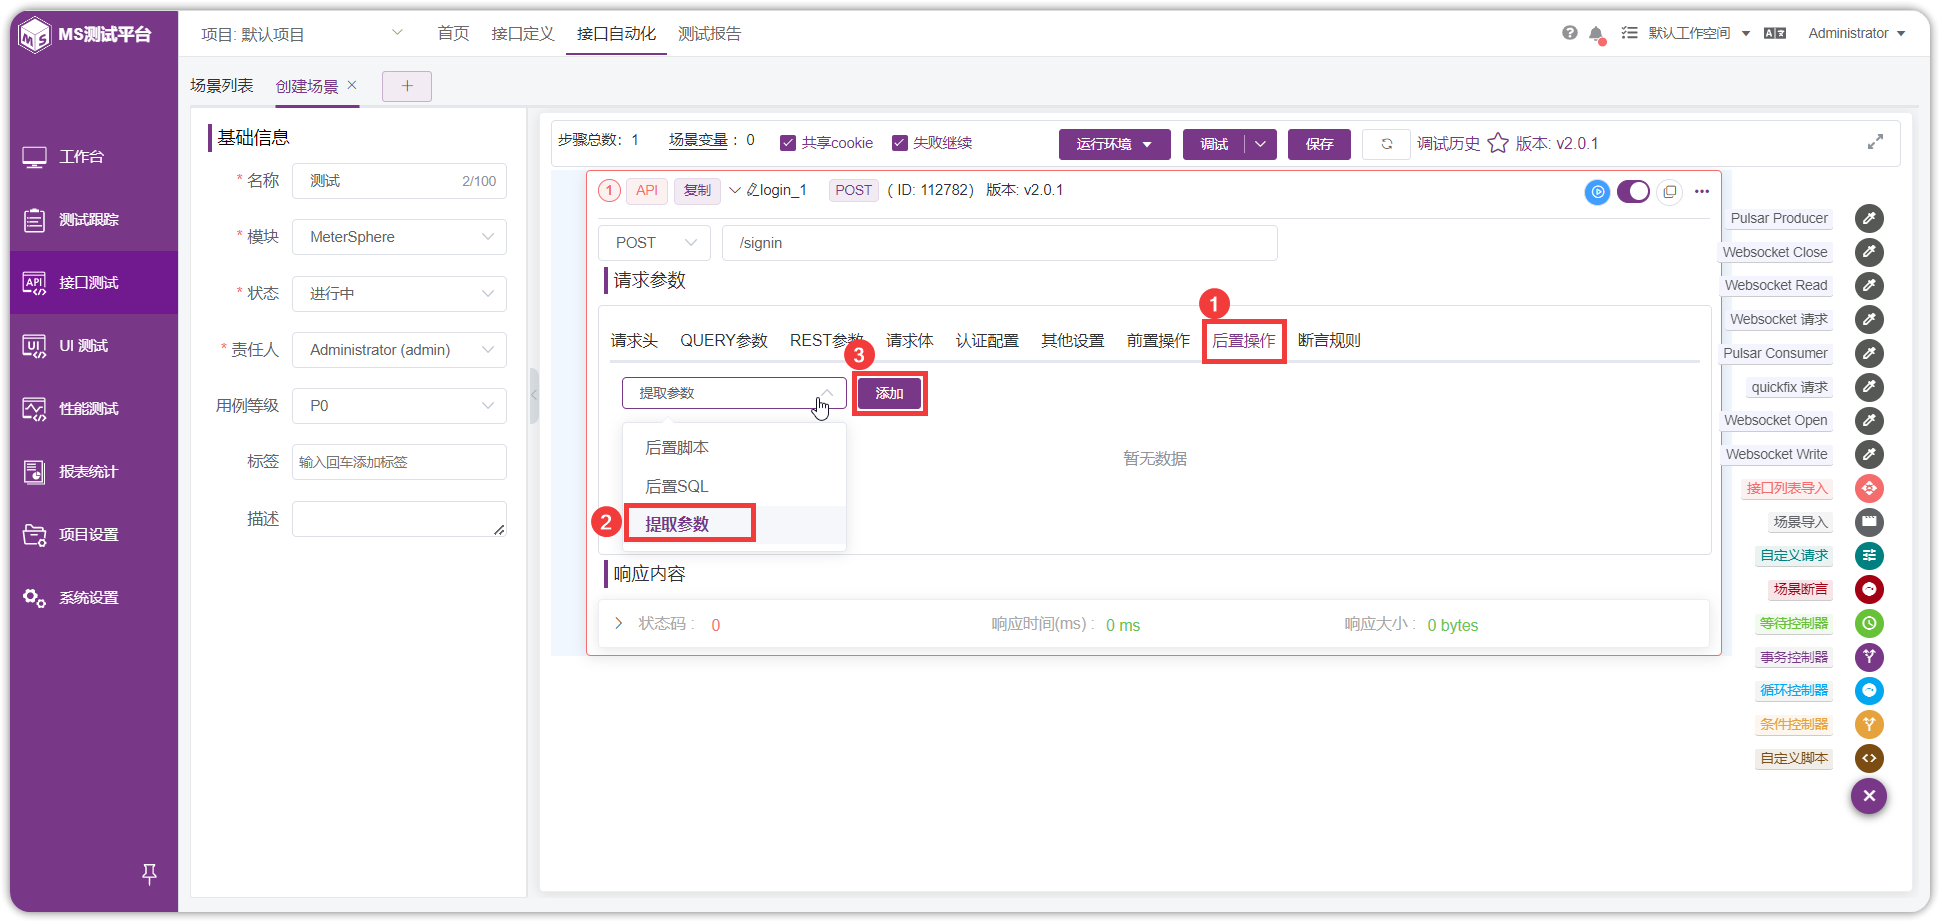 MS测试平台
项目: 默认项目
首页
接口定义
接口自动化
测试报告
默认工作空间
Administrator
场景列表
创建场景
+
工作台
测试跟踪
接口测试
UI 测试
性能测试
报表统计
项目设置
系统设置
基础信息
* 名称
测试
2/100
* 模块
MeterSphere
* 状态
进行中
* 责任人
Administrator (admin)
用例等级
P0
标签
输入回车添加标签
描述
步骤总数: 1
场景变量 : 0
共享cookie
失败继续
运行环境
调试
保存
调试历史
版本: v2.0.1
1
API
复制
login_1
POST
( ID: 112782)
版本: v2.0.1
POST
/signin
请求参数
1
请求头
QUERY参数
REST参数
请求体
认证配置
其他设置
前置操作
后置操作
断言规则
3
提取参数
添加
后置脚本
后置SQL
2
提取参数
暂无数据
响应内容
状态码 :
0
响应时间(ms) :
0 ms
响应大小 :
0 bytes
Pulsar Producer
Websocket Close
Websocket Read
Websocket 请求
Pulsar Consumer
quickfix 请求
Websocket Open
Websocket Write
接口列表导入
场景导入
自定义请求
场景断言
等待控制器
事务控制器
循环控制器
条件控制器
自定义脚本